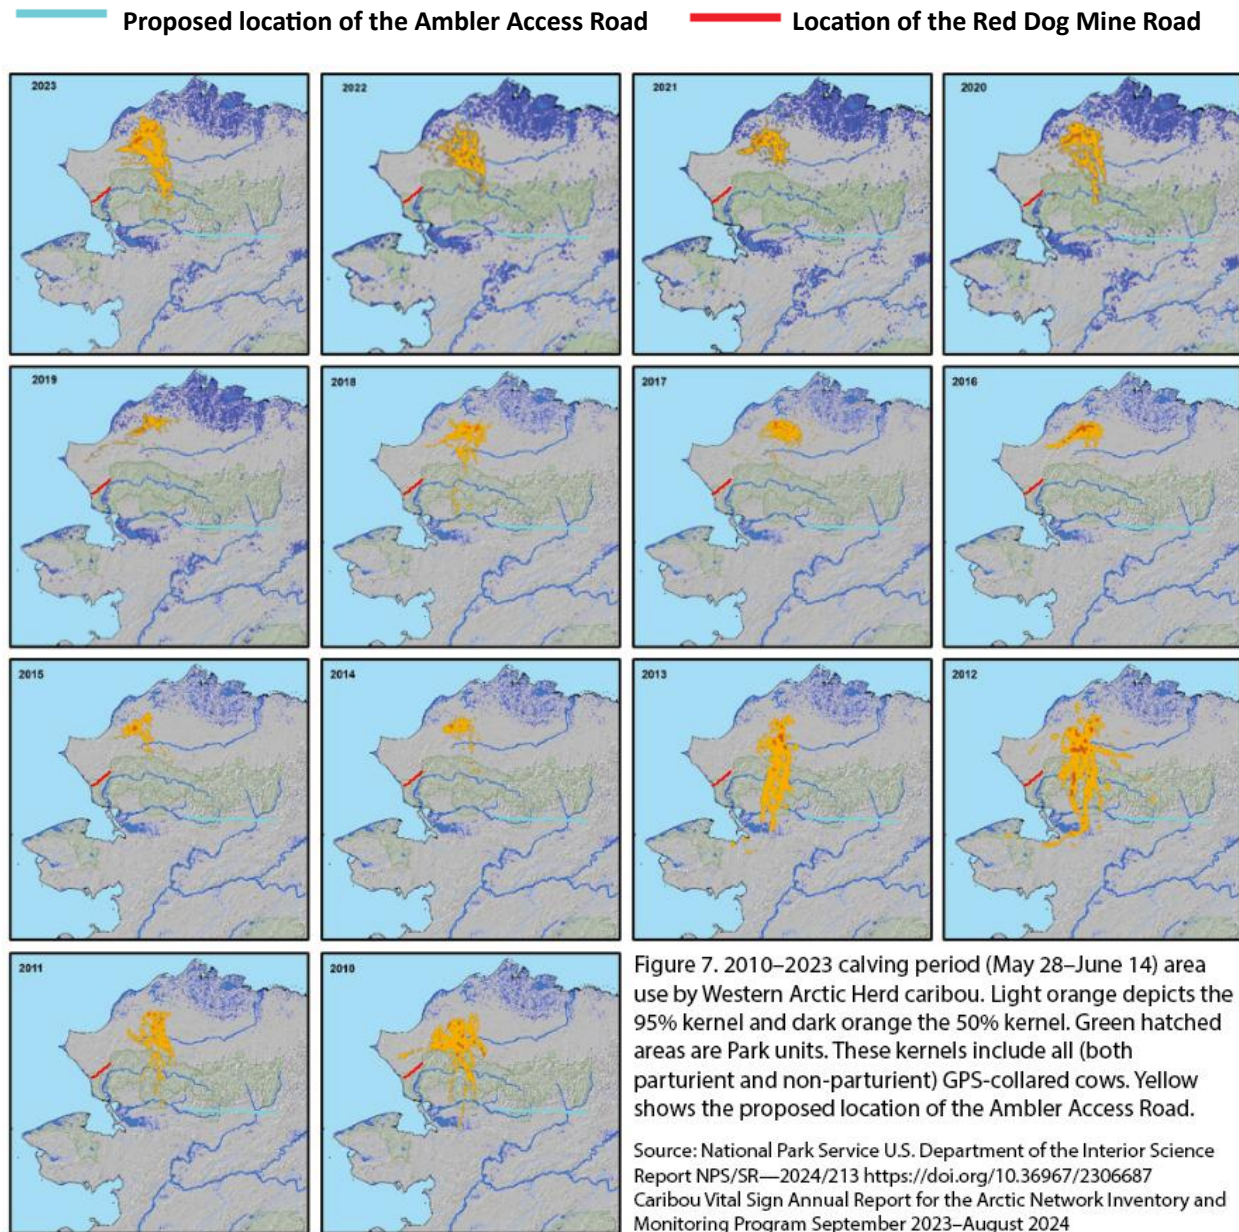 Proposed location of the Ambler Access Road
Location of the Red Dog Mine Road
2023
2022
2021
2020
2019
2018
2017
2016
2015
2014
2013
2012
2011
2010
Figure 7. 2010–2023 calving period (May 28–June 14) area
use by Western Arctic Herd caribou. Light orange depicts the
95% kernel and dark orange the 50% kernel. Green hatched
areas are Park units. These kernels include all (both
parturient and non-parturient) GPS-collared cows. Yellow
shows the proposed location of the Ambler Access Road.
Source: National Park Service U.S. Department of the Interior Science
Report NPS/SR—2024/213 https://doi.org/10.36967/2306687
Caribou Vital Sign Annual Report for the Arctic Network Inventory and
Monitoring Program September 2023–August 2024